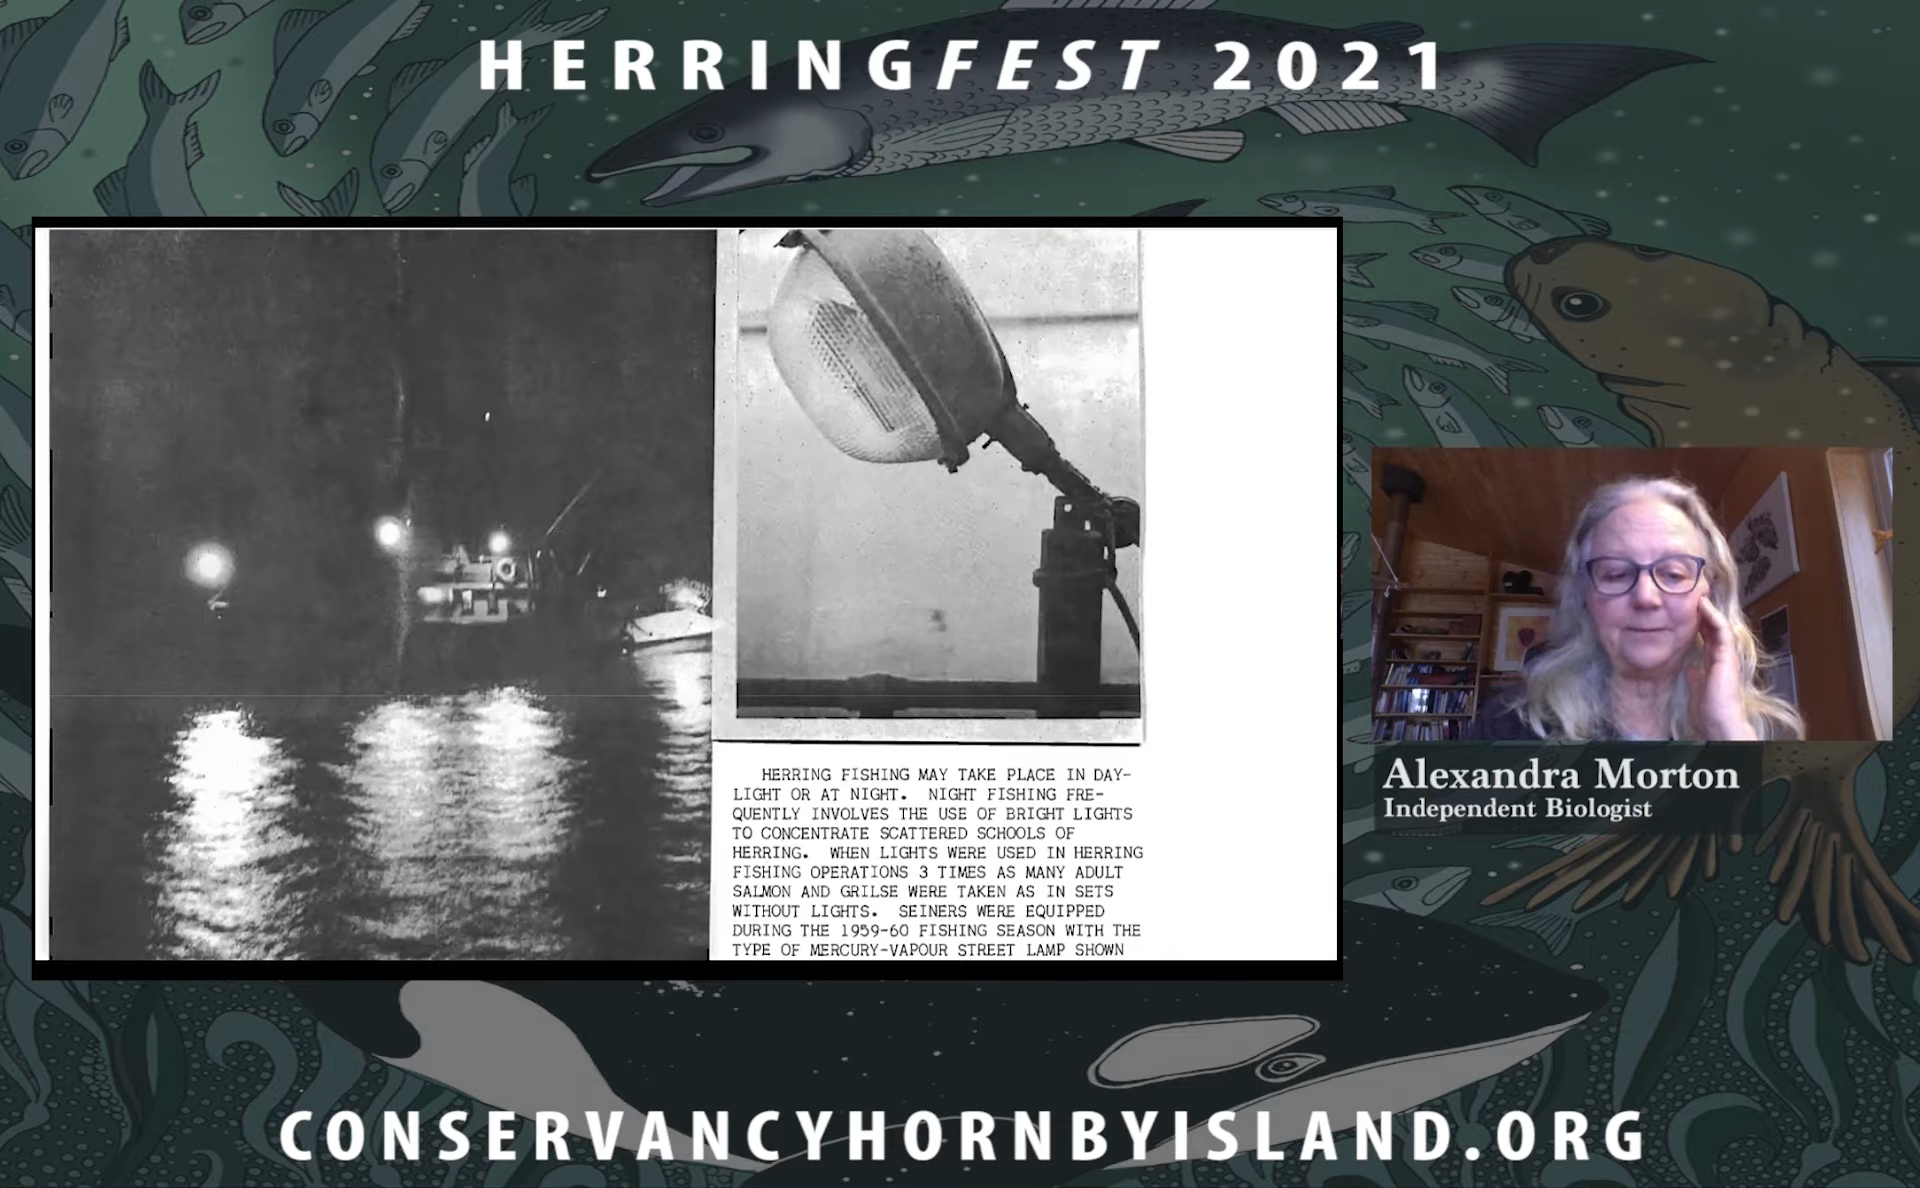 HERRINGFEST 2021
HERRING FISHING MAY TAKE PLACE IN DAY-
LIGHT OR AT NIGHT. NIGHT FISHING FRE-
QUENTLY INVOLVES THE USE OF BRIGHT LIGHTS
TO CONCENTRATE SCATTERED SCHOOLS OF
HERRING. WHEN LIGHTS WERE USED IN HERRING
FISHING OPERATIONS 3 TIMES AS MANY ADULT
SALMON AND GRILSE WERE TAKEN AS IN SETS
WITHOUT LIGHTS. SEINERS WERE EQUIPPED
DURING THE 1959-60 FISHING SEASON WITH THE
TYPE OF MERCURY-VAPOUR STREET LAMP SHOWN
Alexandra Morton
Independent Biologist
CONSERVANCYHORNBYISLAND.ORG